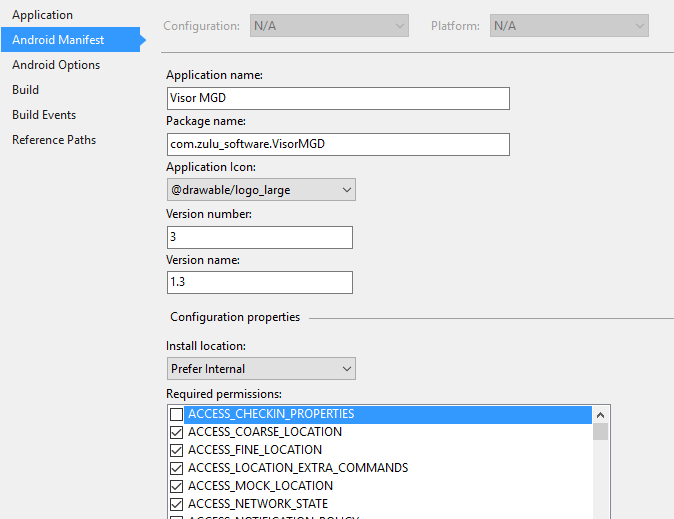 Application
Android Manifest
Android Options
Build
Build Events
Reference Paths
Configuration: N/A Platform: N/A
Application name:
Visor MGD
Package name:
com.zulu_software.VisorMGD
Application Icon:
@drawable/logo_large
Version number:
3
Version name:
1.3
Configuration properties
Install location:
Prefer Internal
Required permissions:
ACCESS_CHECKIN_PROPERTIES
ACCESS_COARSE_LOCATION
ACCESS_FINE_LOCATION
ACCESS_LOCATION_EXTRA_COMMANDS
ACCESS_MOCK_LOCATION
ACCESS_NETWORK_STATE
ACCESS_NOTIFICATION_POLICY